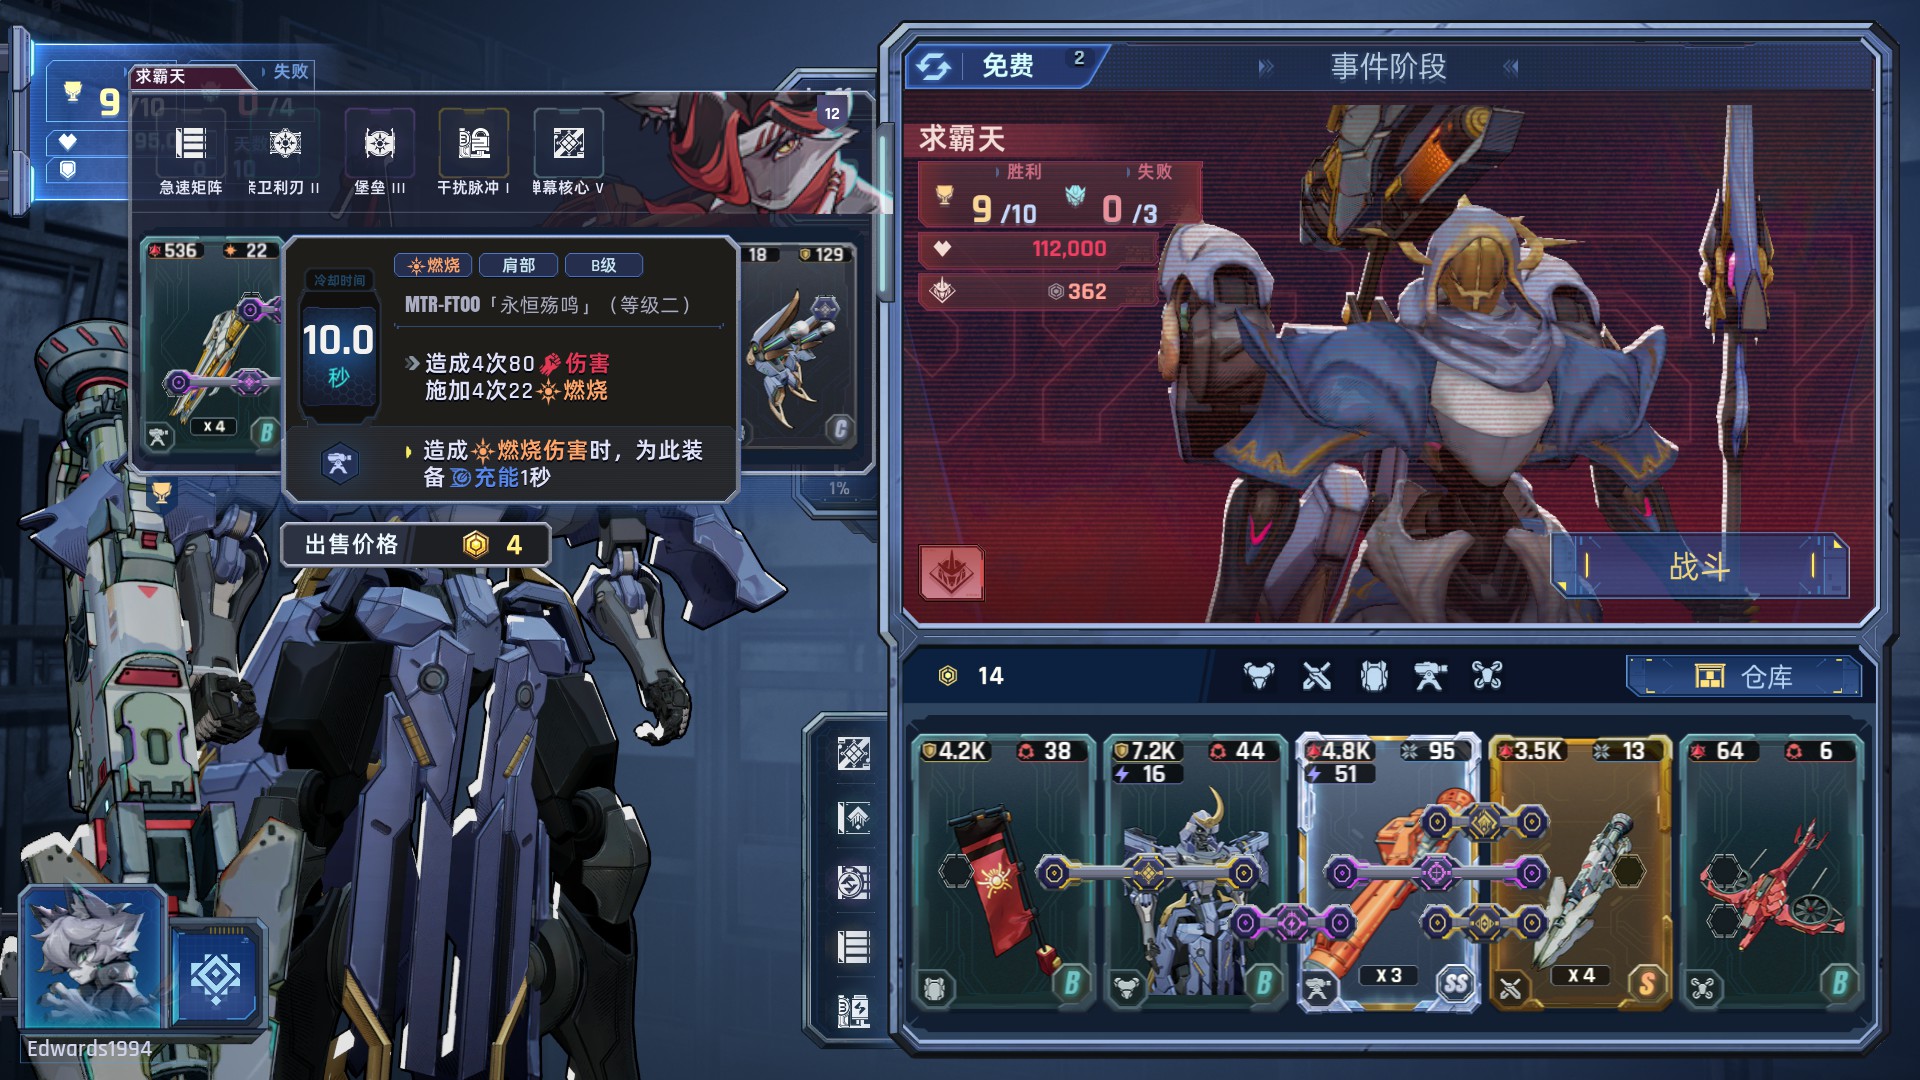 求霸天
失败
9/10
0/4
12
急速矩阵
卫利刃 II
堡垒 III
干扰脉冲 I
弹幕核心 V
536
22
x4
B
18
129
C
燃烧
肩部
B级
冷却时间
10.0
秒
MTR-FT00「永恒殇鸣」（等级二）
造成4次80伤害
施加4次22燃烧
造成燃烧伤害时，为此装
备充能1秒
1%
出售价格
4
Edwards1994
免费
2
事件阶段
求霸天
胜利
失败
9/10
0/3
112,000
362
战斗
14
仓库
4.2K
38
B
7.2K
44
16
B
4.8K
95
51
x3
SS
3.5K
13
x4
S
64
6
B